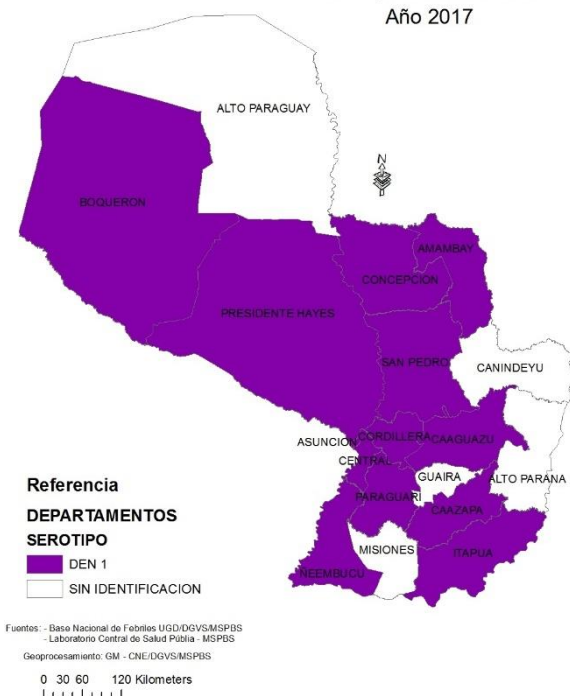 Año 2017
ALTO PARAGUAY
N
BOQUERON
AMAMBAY
CONCEPCION
PRESIDENTE HAYES
SAN PEDRO
CANINDEYU
ASUNCION
CORDILLERA
CAAGUAZU
CENTRAL
GUAIRA
ALTO PARANA
PARAGUARI
CAAZAPA
MISIONES
ITAPUA
ÑEEMBUCU
Referencia
DEPARTAMENTOS
SEROTIPO
DEN 1
SIN IDENTIFICACION
Fuentes: - Base Nacional de Febriles UGD/DGVS/MSPBS
- Laboratorio Central de Salud Públia - MSPBS
Geoprocesamiento: GM - CNE/DGVS/MSPBS
0 30 60 120 Kilometers